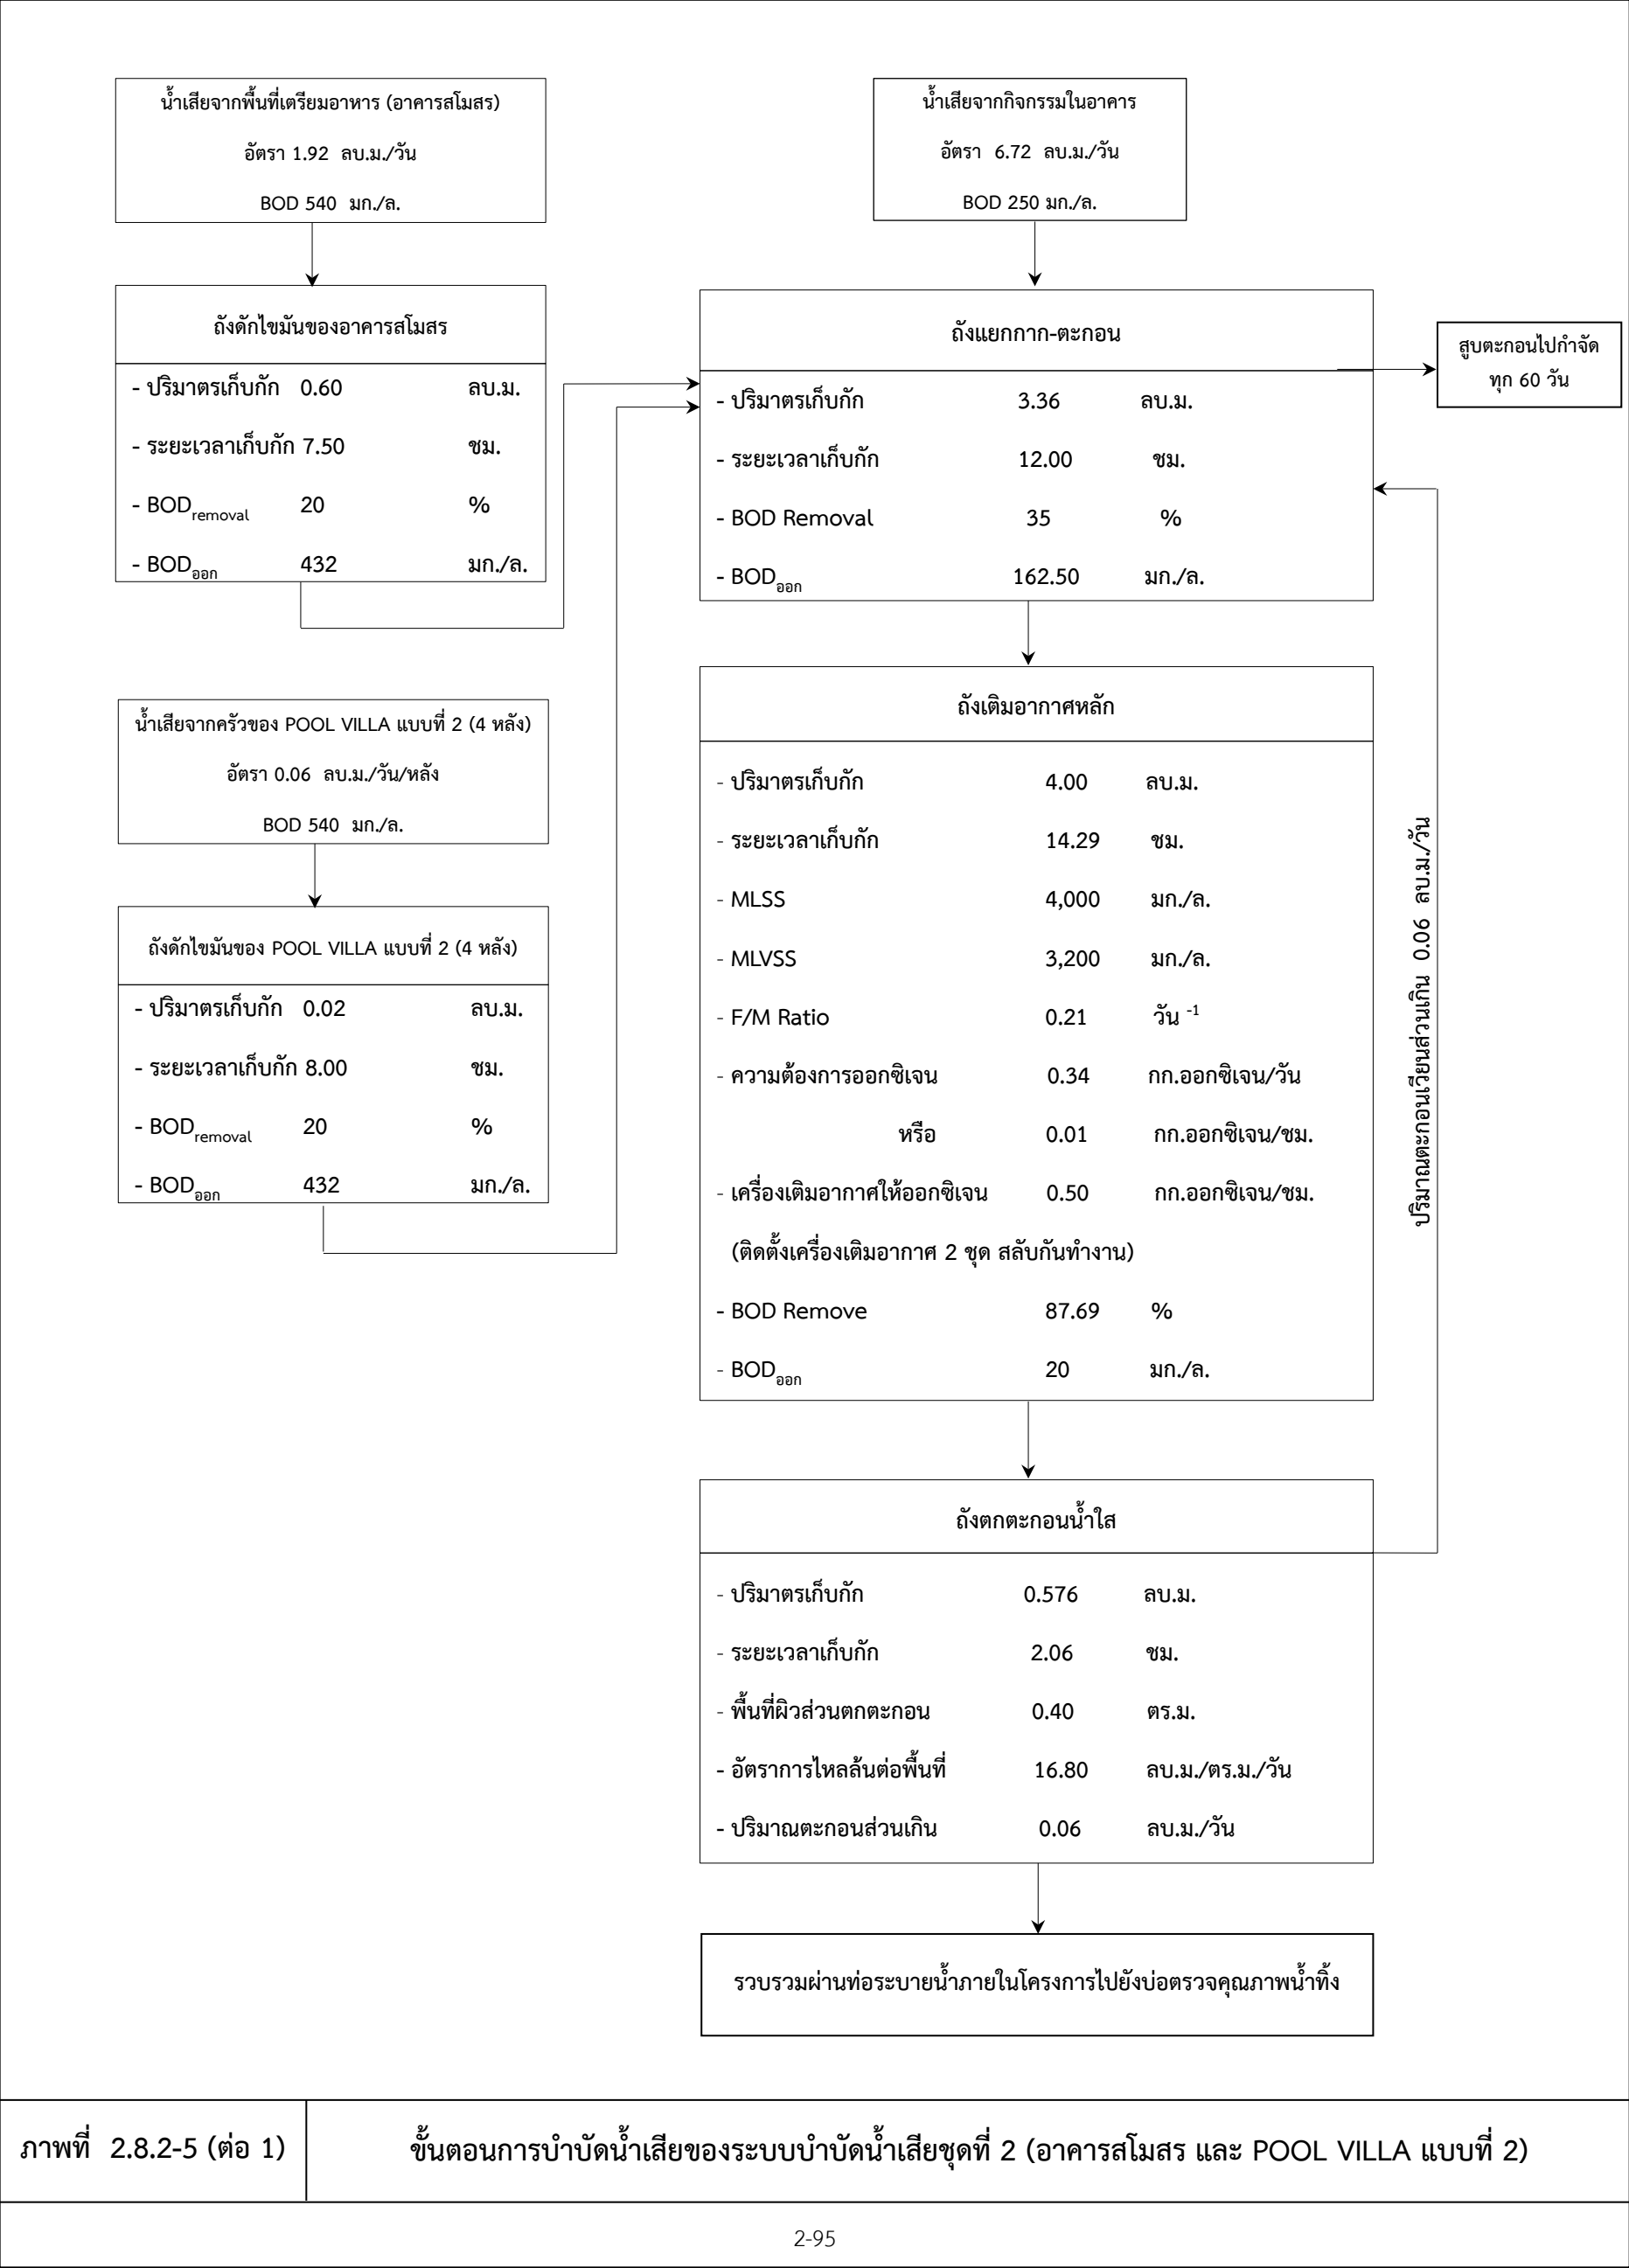 น้ำเสียจากพื้นที่เตรียมอาหาร (อาคารสโมสร)
อัตรา 1.92 ลบ.ม./วัน
BOD 540 มก./ล.
ถังดักไขมันของอาคารสโมสร
- ปริมาตรเก็บกัก 0.60 ลบ.ม.
- ระยะเวลาเก็บกัก 7.50 ชม.
- BODremoval 20 %
- BODออก 432 มก./ล.
น้ำเสียจากครัวของ POOL VILLA แบบที่ 2 (4 หลัง)
อัตรา 0.06 ลบ.ม./วัน/หลัง
BOD 540 มก./ล.
ถังดักไขมันของ POOL VILLA แบบที่ 2 (4 หลัง)
- ปริมาตรเก็บกัก 0.02 ลบ.ม.
- ระยะเวลาเก็บกัก 8.00 ชม.
- BODremoval 20 %
- BODออก 432 มก./ล.
น้ำเสียจากกิจกรรมในอาคาร
อัตรา 6.72 ลบ.ม./วัน
BOD 250 มก./ล.
ถังแยกกาก-ตะกอน
- ปริมาตรเก็บกัก 3.36 ลบ.ม.
- ระยะเวลาเก็บกัก 12.00 ชม.
- BOD Removal 35 %
- BODออก 162.50 มก./ล.
สูบตะกอนไปกำจัด
ทุก 60 วัน
ถังเติมอากาศหลัก
- ปริมาตรเก็บกัก 4.00 ลบ.ม.
- ระยะเวลาเก็บกัก 14.29 ชม.
- MLSS 4,000 มก./ล.
- MLVSS 3,200 มก./ล.
- F/M Ratio 0.21 วัน -1
- ความต้องการออกซิเจน 0.34 กก.ออกซิเจน/วัน
หรือ 0.01 กก.ออกซิเจน/ชม.
- เครื่องเติมอากาศให้ออกซิเจน 0.50 กก.ออกซิเจน/ชม.
(ติดตั้งเครื่องเติมอากาศ 2 ชุด สลับกันทำงาน)
- BOD Remove 87.69 %
- BODออก 20 มก./ล.
ปริมาณตะกอนเวียนส่วนเกิน 0.06 ลบ.ม./วัน
ถังตกตะกอนน้ำใส
- ปริมาตรเก็บกัก 0.576 ลบ.ม.
- ระยะเวลาเก็บกัก 2.06 ชม.
- พื้นที่ผิวส่วนตกตะกอน 0.40 ตร.ม.
- อัตราการไหลล้นต่อพื้นที่ 16.80 ลบ.ม./ตร.ม./วัน
- ปริมาณตะกอนส่วนเกิน 0.06 ลบ.ม./วัน
รวบรวมผ่านท่อระบายน้ำภายในโครงการไปยังบ่อตรวจคุณภาพน้ำทิ้ง
ภาพที่ 2.8.2-5 (ต่อ 1)
ขั้นตอนการบำบัดน้ำเสียของระบบบำบัดน้ำเสียชุดที่ 2 (อาคารสโมสร และ POOL VILLA แบบที่ 2)
2-95